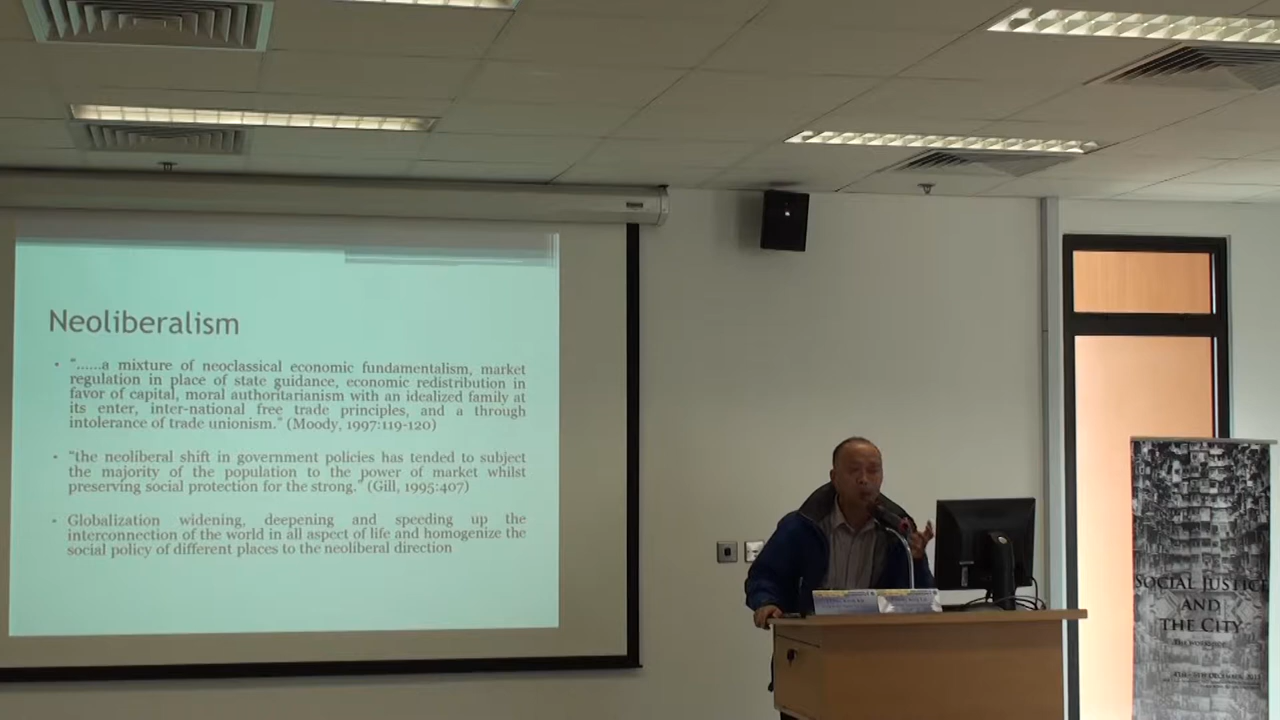 Neoliberalism
• "......a mixture of neoclassical economic fundamentalism, market
regulation in place of state guidance, economic redistribution in
favor of capital, moral authoritarianism with an idealized family at
its enter, inter-national free trade principles, and a through
intolerance of trade unionism." (Moody, 1997:119-120)
• "the neoliberal shift in government policies has tended to subject
the majority of the population to the power of market whilst
preserving social protection for the strong." (Gill, 1995:407)
• Globalization widening, deepening and speeding up the
interconnection of the world in all aspect of life and homogenize the
social policy of different places to the neoliberal direction
SOCIAL JUSTICE
AND
THE CITY
DECEMBER